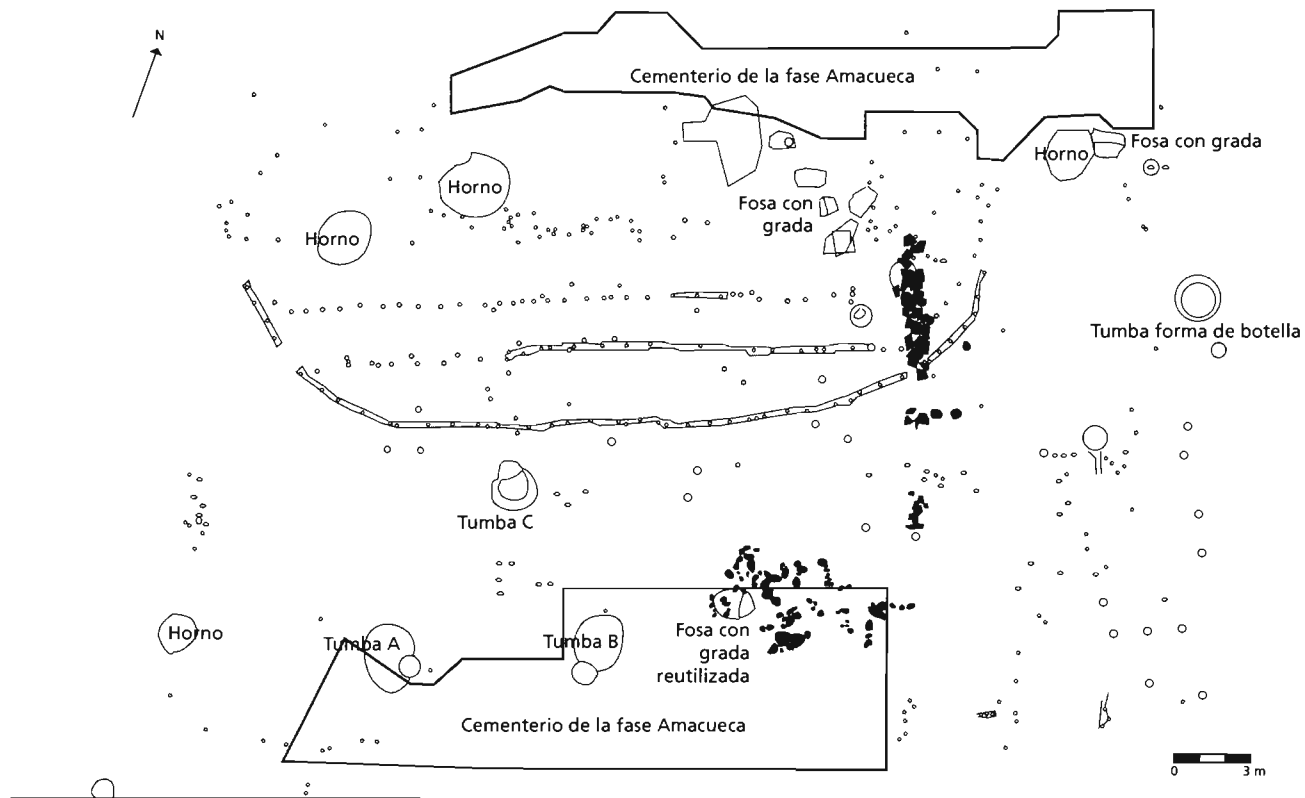 N
Cementerio de la fase Amacueca
Horno
Fosa con grada
Horno
Fosa con
grada
Horno
Tumba forma de botella
Tumba C
Horno
Tumba A
Tumba B
Fosa con
grada
reutilizada
Cementerio de la fase Amacueca
0 3 m